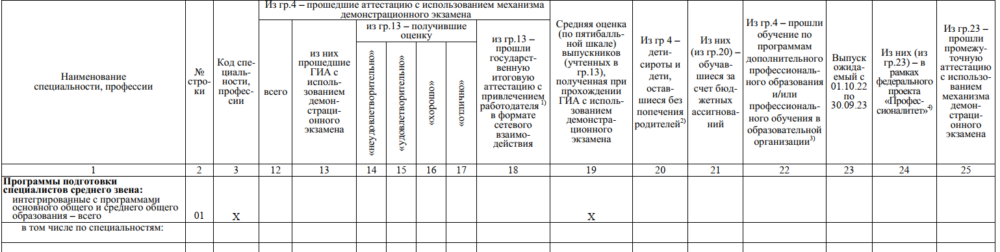 Наименование
специальности, профессии
№
стро-
ки
Код спе-
циаль-
ности,
профес-
сии
Из гр.4 – прошедшие аттестацию с использованием механизма
демонстрационного экзамена
всего
из них
прошедшие
ГИА с
исполь-
зованием
демон-
страци-
онного
экзамена
из гр.13 – получившие
оценку
«неудовлетворительно»
«удовлетворительно»
«хорошо»
«отлично»
из гр.13 –
прошли
государст-
венную
итоговую
аттестацию с
привлечением
работодателя 1)
в формате
сетевого
взаимо-
действия
Средняя оценка
(по пятибалль-
ной шкале)
выпускников
(учтенных в
гр.13),
полученная при
прохождении
ГИА с исполь-
зованием
демонстра-
ционного
экзамена
Из гр 4 –
дети-
сироты и
дети,
остав-
шиеся без
попечения
родителей2)
Из них
(из гр.20) –
обучав-
шиеся за
счет бюд-
жетных
ассигнова-
ний
Из гр.4 – прошли
обучение по
программам
дополнительного
профессиональ-
ного образования
и/или
профессиональ-
ного обучения в
образовательной
организации3)
Выпуск
ожида-
емый с
01.10.22
по
30.09.23
Из них (из
гр.23) – в
рамках
федерального
проекта
«Профес-
сионалитет»4)
Из гр.23 –
прошли
промежу-
точную
аттестацию
с использо-
ванием
механизма
демон-
страцион-
ного
экзамена
1 2 3 12 13 14 15 16 17 18 19 20 21 22 23 24 25
Программы подготовки
специалистов среднего звена:
интегрированные с программами
основного общего и среднего общего
образования – всего 01 X X
в том числе по специальностям: